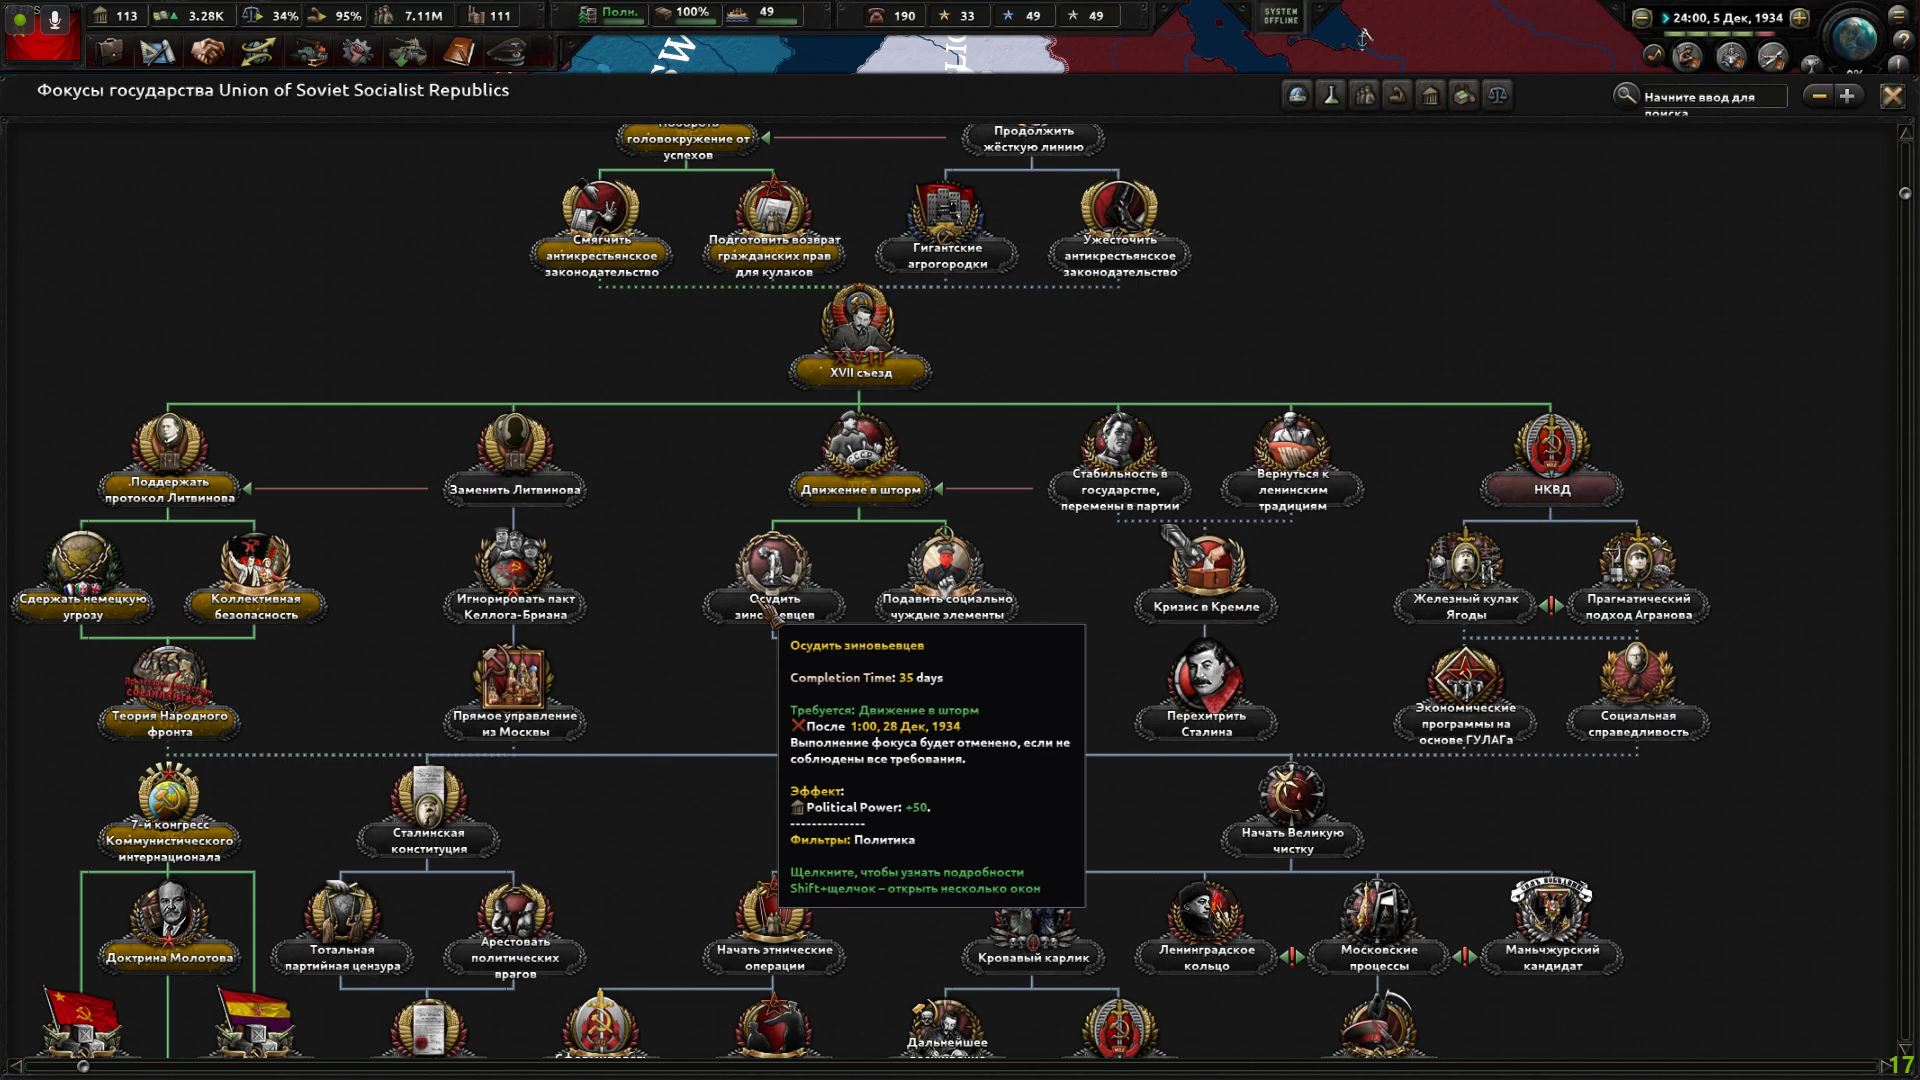 113
3.28K
34%
95%
7.11M
111
Полн.
100%
49
190
33
49
49
SYSTEM
OFFLINE
24:00, 5 Дек, 1934
Фокусы государства Union of Soviet Socialist Republics
Начните ввод для
поиска
головокружение от
успехов
Продолжить
жёсткую линию
Смягчить
антикрестьянское
законодательство
Подготовить возврат
гражданских прав
для кулаков
Гигантские
агрогородки
Ужесточить
антикрестьянское
законодательство
XVII
XVII съезд
Поддержать
протокол Литвинова
Заменить Литвинова
СССР
Движение в шторм
Стабильность в
государстве,
перемены в партии
Вернуться к
ленинским
традициям
НКВД
Сдержать немецкую
угрозу
Коллективная
безопасность
Игнорировать пакт
Келлога-Бриана
Осудить
Подавить социально
чуждые элементы
Кризис в Кремле
Железный кулак
Ягоды
Прагматический
подход Агранова
Осудить зиновьевцев
Completion Time: 35 days
Требуется: Движение в шторм
После 1:00, 28 Дек, 1934
Выполнение фокуса будет отменено, если не
соблюдены все требования.
Эффект:
Political Power: +50.
--------------
Фильтры: Политика
Щелкните, чтобы узнать подробности
Shift+щелчок – открыть несколько окон
Теория Народного
фронта
Прямое управление
из Москвы
Перехитрить
Сталина
Экономические
программы на
основе ГУЛАГа
Социальная
справедливость
7-й конгресс
Коммунистического
интернационала
Сталинская
конституция
Начать Великую
чистку
Доктрина Молотова
Тотальная
партийная цензура
Арестовать
политических
врагов
Начать этнические
операции
Кровавый карлик
Ленинградское
кольцо
Московские
процессы
Маньчжурский
кандидат
Дальнейшее
17